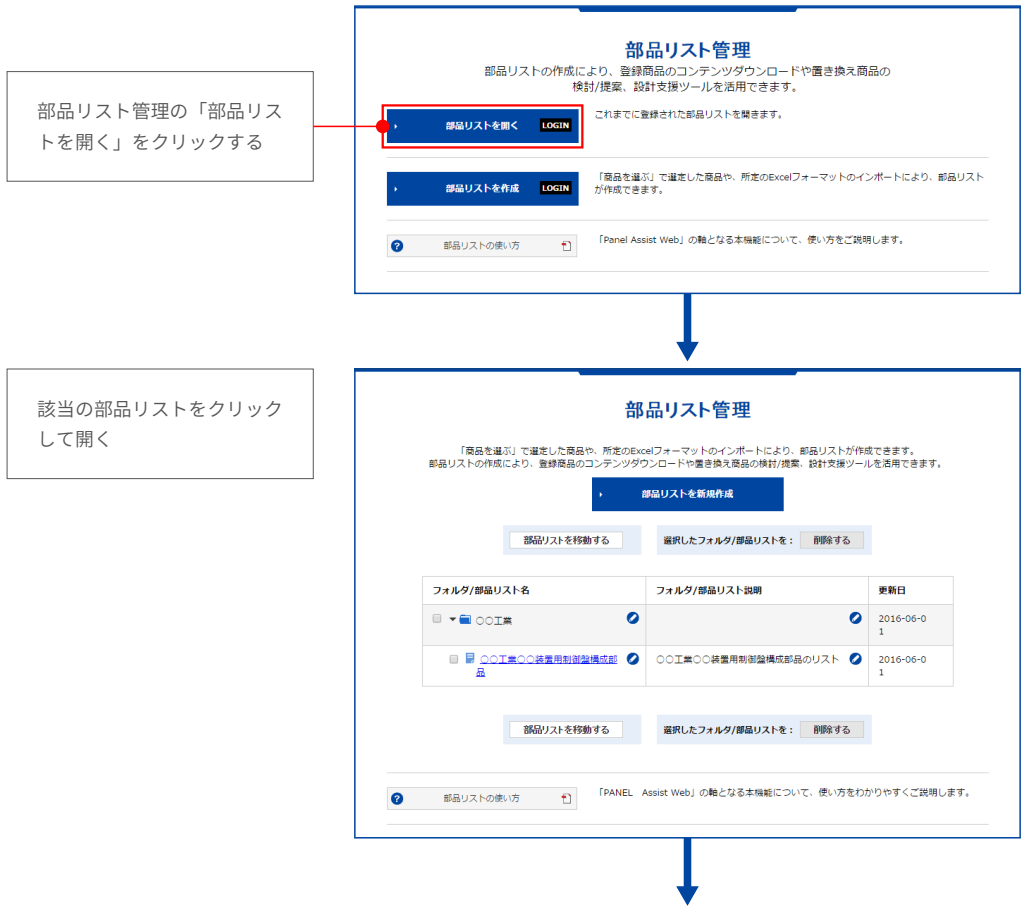 部品リスト管理の「部品リス
トを開く」をクリックする
部品リスト管理
部品リストの作成により、登録商品のコンテンツダウンロードや置き換え商品の
検討/提案、設計支援ツールを活用できます。
部品リストを開く LOGIN
これまでに登録された部品リストを開きます。
部品リストを作成 LOGIN
「商品を選ぶ」で選定した商品や、所定のExcelフォーマットのインポートにより、部品リスト
が作成できます。
? 部品リストの使い方
「Panel Assist Web」の軸となる本機能について、使い方をご説明します。
該当の部品リストをクリック
して開く
部品リスト管理
「商品を選ぶ」で選定した商品や、所定のExcelフォーマットのインポートにより、部品リストが作成できます。
部品リストの作成により、登録商品のコンテンツダウンロードや置き換え商品の検討/提案、設計支援ツールを活用できます。
部品リストを新規作成
部品リストを移動する 選択したフォルダ/部品リストを： 削除する
フォルダ/部品リスト名 フォルダ/部品リスト説明 更新日
○○工業 2016-06-0
1
○○工業○○装置用制御盤構成部
品
○○工業○○装置用制御盤構成部品のリスト 2016-06-0
1
部品リストを移動する 選択したフォルダ/部品リストを： 削除する
? 部品リストの使い方
「PANEL Assist Web」の軸となる本機能について、使い方をわかりやすくご説明します。